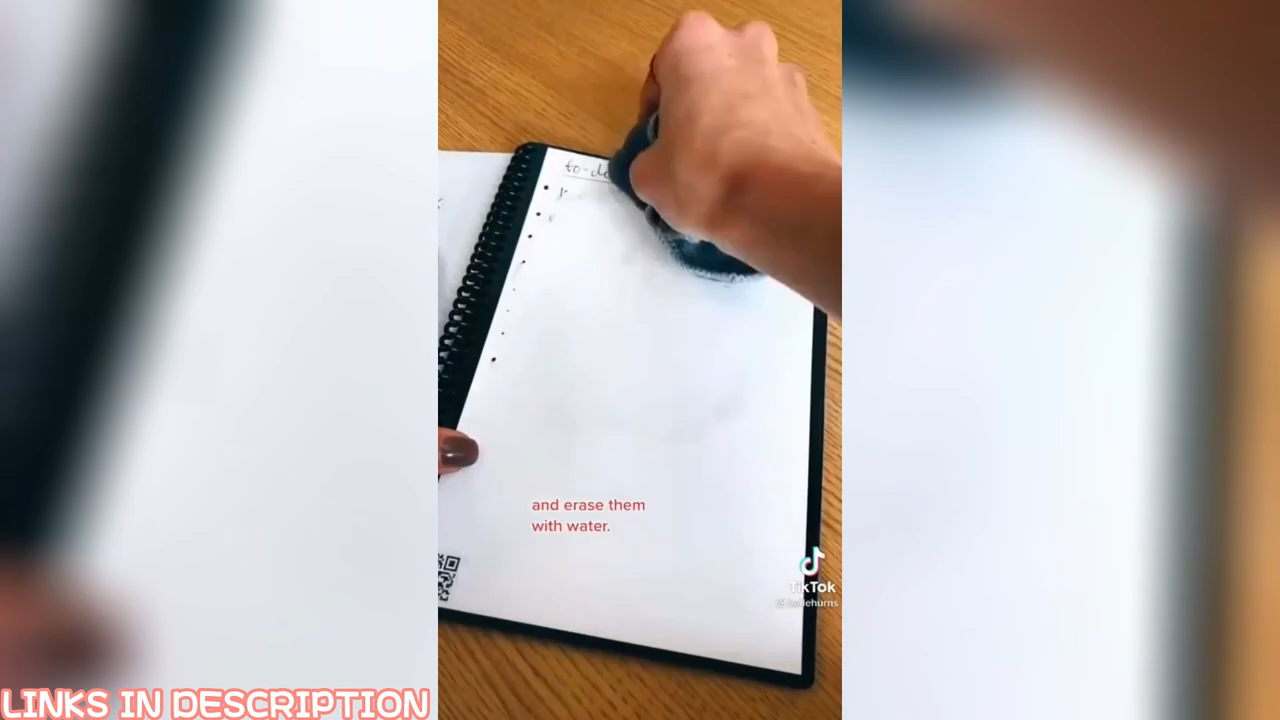 to-do
and erase them
with water.
TikTok
LINKS IN DESCRIPTION